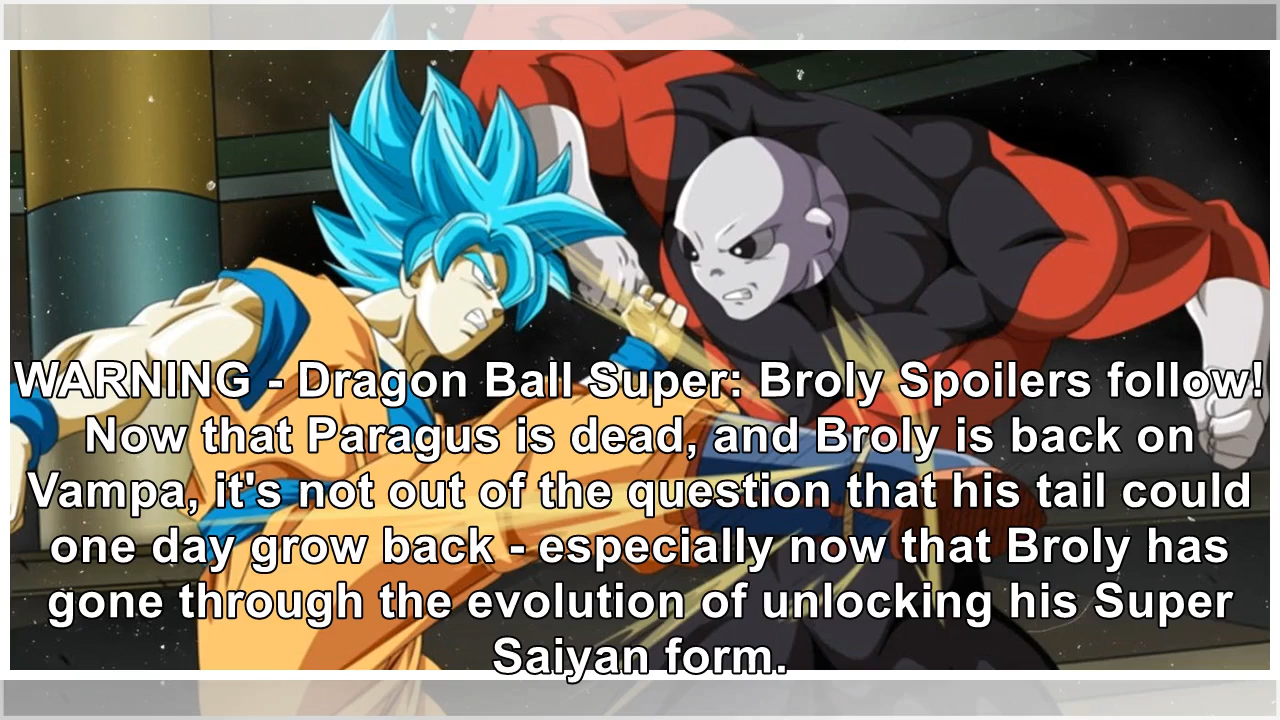 WARNING - Dragon Ball Super: Broly Spoilers follow!
Now that Paragus is dead, and Broly is back on
Vampa, it's not out of the question that his tail could
one day grow back - especially now that Broly has
gone through the evolution of unlocking his Super
Saiyan form.